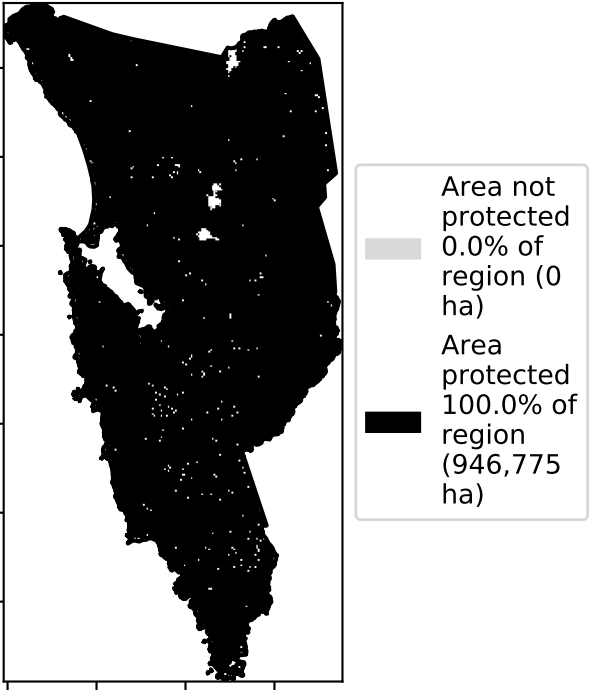 Area not
protected
0.0% of
region (0
ha)
Area
protected
100.0% of
region
(946,775
ha)